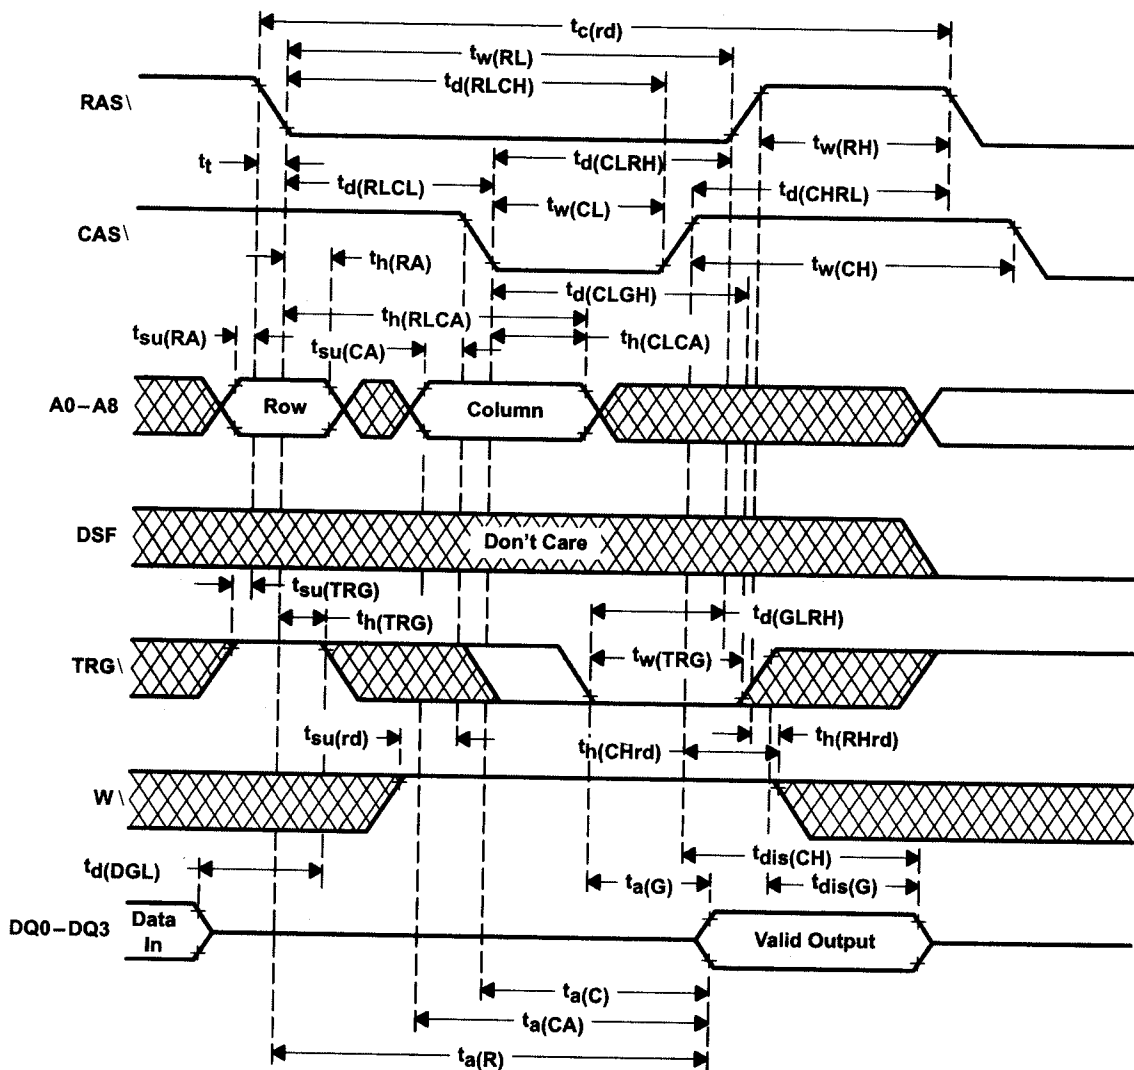 tc(rd)
tw(RL)
td(RLCH)
RAS\
tw(RH)
tt
td(CLRH)
td(RLCL)
td(CHRL)
tw(CL)
CAS\
th(RA)
tw(CH)
td(CLGH)
th(RLCA)
tsu(RA)
tsu(CA)
th(CLCA)
A0–A8
Row
Column
DSF
Don't Care
tsu(TRG)
th(TRG)
td(GLRH)
TRG\
tw(TRG)
tsu(rd)
th(CHrd)
th(RHrd)
W\
td(DGL)
tdis(CH)
ta(G)
tdis(G)
DQ0–DQ3
Data
In
Valid Output
ta(C)
ta(CA)
ta(R)